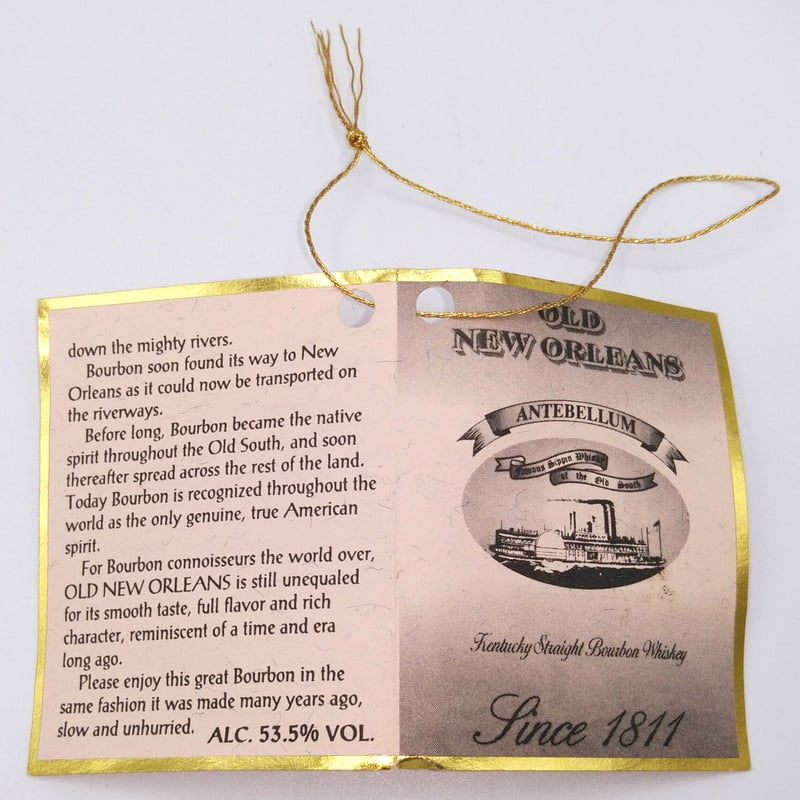 down the mighty rivers.
Bourbon soon found its way to New
Orleans as it could now be transported on
the riverways.
Before long, Bourbon became the native
spirit throughout the Old South, and soon
thereafter spread across the rest of the land.
Today Bourbon is recognized throughout the
world as the only genuine, true American
spirit.
For Bourbon connoisseurs the world over,
OLD NEW ORLEANS is still unequaled
for its smooth taste, full flavor and rich
character, reminiscent of a time and era
long ago.
Please enjoy this great Bourbon in the
same fashion it was made many years ago,
slow and unhurried.
ALC. 53.5% VOL.
OLD
NEW ORLEANS
ANTEBELLUM
Famous Sippin Whiskey
of the Old South
Kentucky Straight Bourbon Whiskey
Since 1811